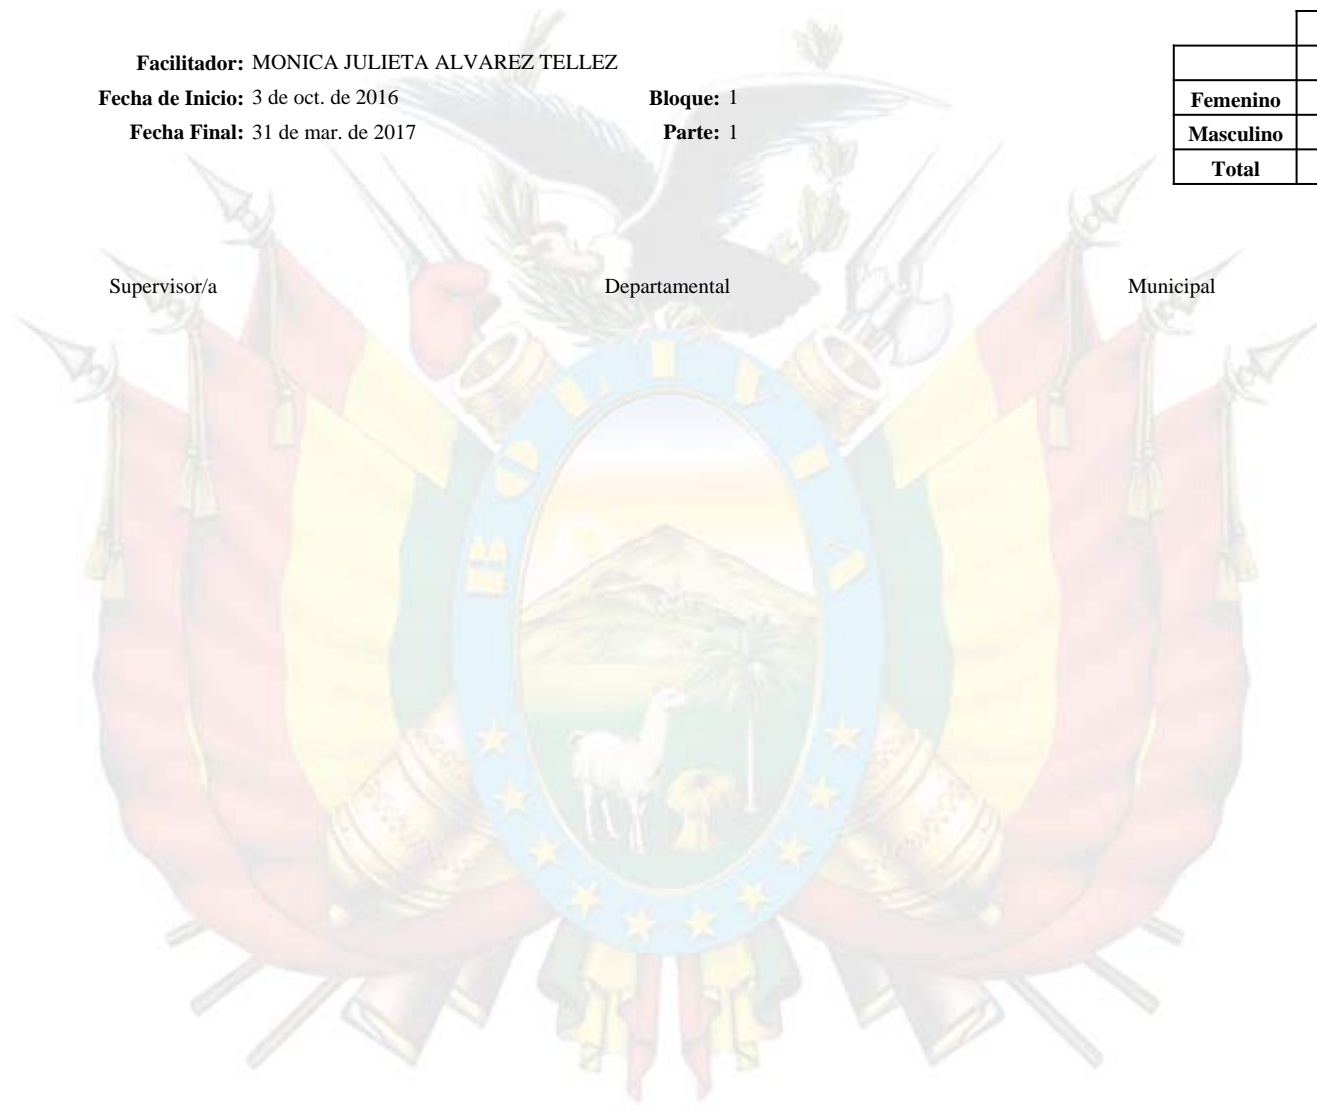 Facilitador: MONICA JULIETA ALVAREZ TELLEZ
Fecha de Inicio: 3 de oct. de 2016 Bloque: 1
Fecha Final: 31 de mar. de 2017 Parte: 1
Femenino
Masculino
Total
Supervisor/a Departamental Municipal
BOLIVIA